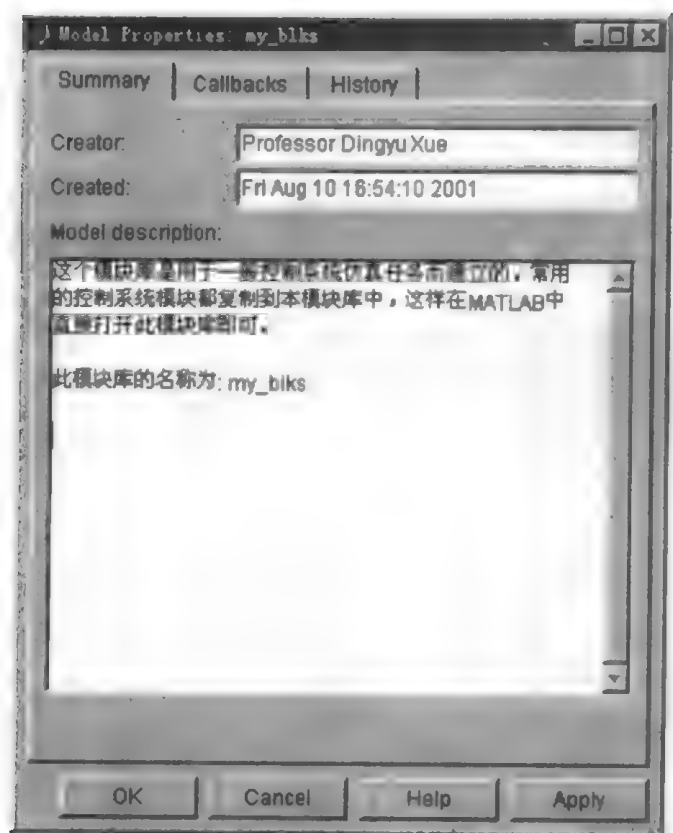 Model Properties: my_blks
Summary Callbacks History
Creator: Professor Dingyu Xue
Created: Fri Aug 10 16:54:10 2001
Model description:
这个模块库是用于一般控制系统仿真任务而建立的，常用
的控制系统模块都复制到本模块库中，这样在MATLAB中
直接打开此模块库即可。
此模块库的名称为: my_blks
OK Cancel Help Apply